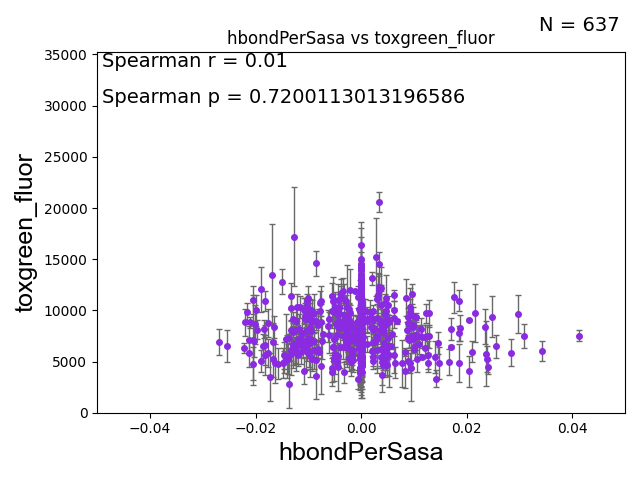 N = 637
hbondPerSasa vs toxgreen_fluor
Spearman r = 0.01
Spearman p = 0.7200113013196586
35000
30000
25000
20000
15000
10000
5000
0
toxgreen_fluor
−0.04
−0.02
0.00
0.02
0.04
hbondPerSasa